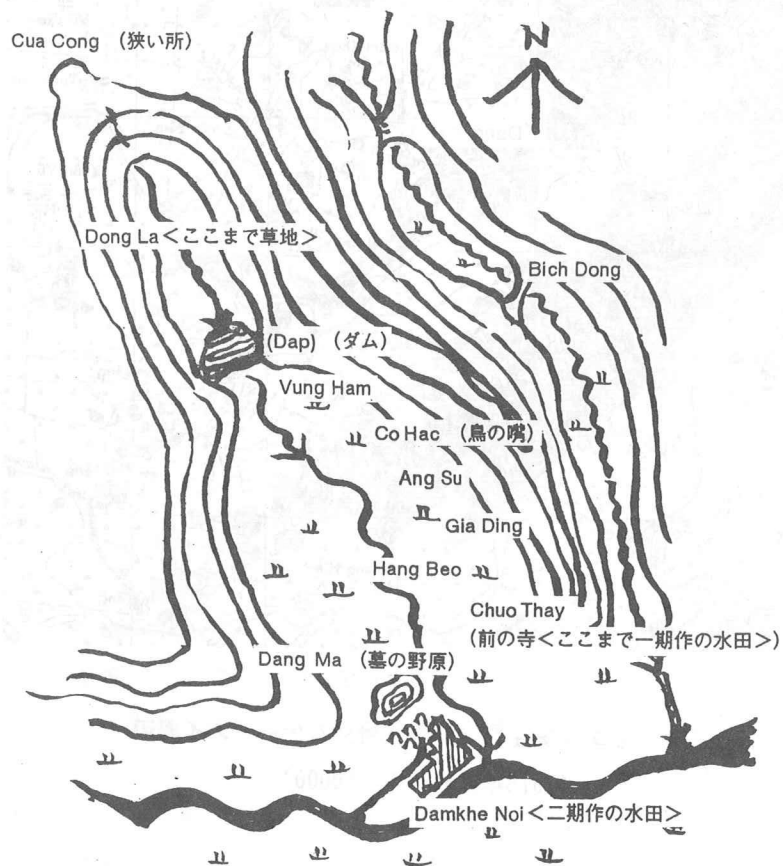 Cua Cong （狭い所）
N
Dong La＜ここまで草地＞
Bich Dong
(Dap) （ダム）
Vung Ham
Co Hac （鳥の嘴）
Ang Su
Gia Ding
Hang Beo
Chuo Thay
(前の寺＜ここまで一期作の水田＞)
Dang Ma （墓の野原）
Damkhe Noi＜二期作の水田＞